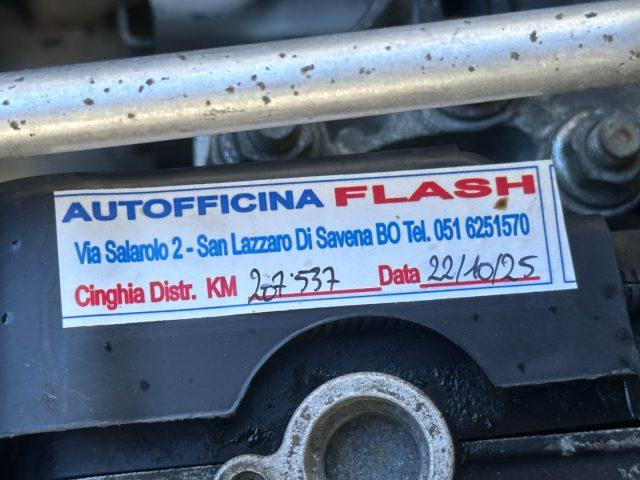 AUTOFFICINA FLASH
Via Salarolo 2 - San Lazzaro Di Savena BO Tel. 051 6251570
Cinghia Distr. KM 207.537 Data 22/10/25